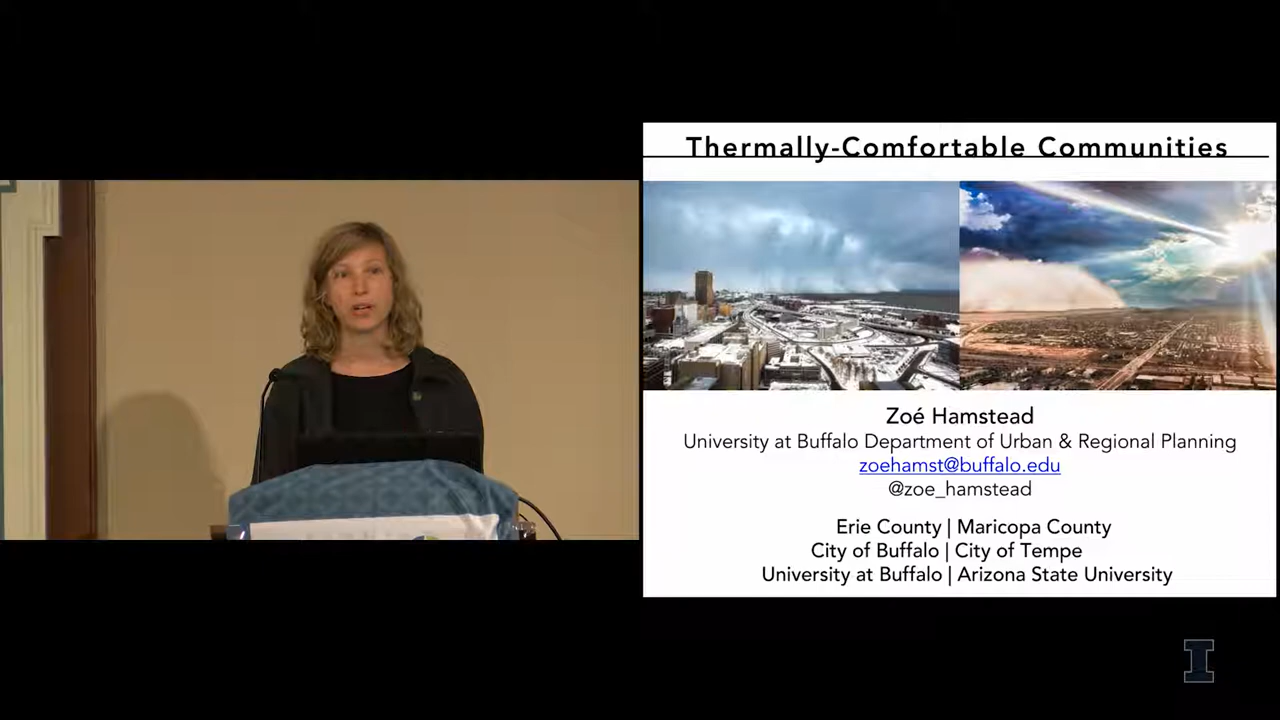 Thermally-Comfortable Communities
Zoé Hamstead
University at Buffalo Department of Urban & Regional Planning
zoehamst@buffalo.edu
@zoe_hamstead
Erie County | Maricopa County
City of Buffalo | City of Tempe
University at Buffalo | Arizona State University
I